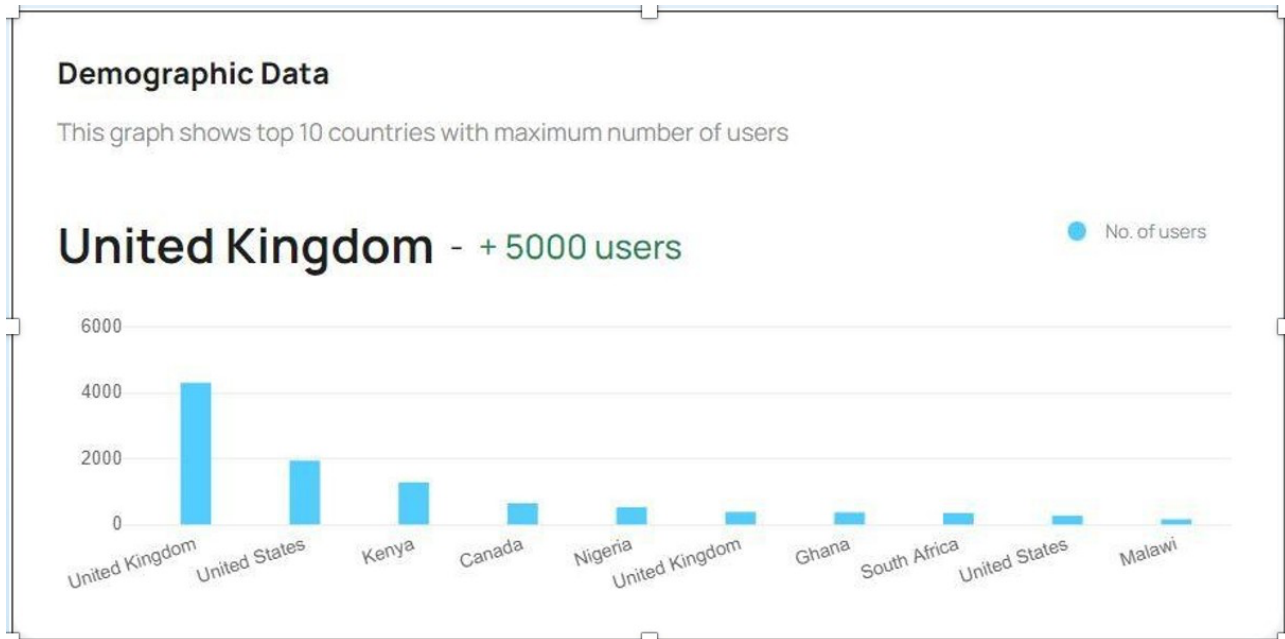 Demographic Data
This graph shows top 10 countries with maximum number of users
United Kingdom - + 5000 users
No. of users
6000
4000
2000
0
United Kingdom United States Kenya Canada Nigeria United Kingdom Ghana South Africa United States Malawi